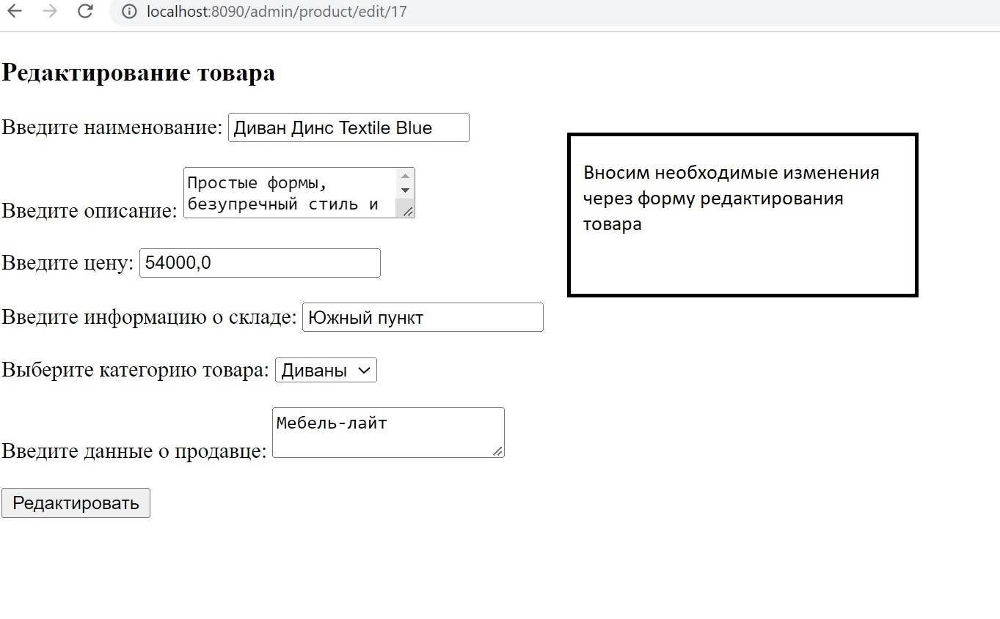 localhost:8090/admin/product/edit/17
Редактирование товара
Введите наименование: Диван Динс Textile Blue
Введите описание: Простые формы,
безупречный стиль и
Введите цену: 54000,0
Введите информацию о складе: Южный пункт
Выберите категорию товара: Диваны
Введите данные о продавце: Мебель-лайт
Редактировать
Вносим необходимые изменения
через форму редактирования
товара